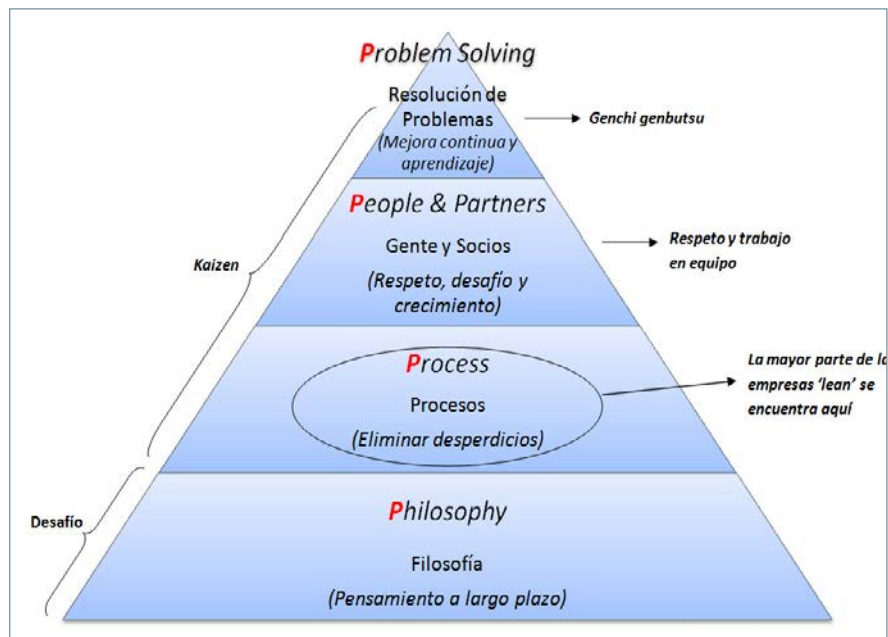 Problem Solving
Resolución de
Problemas
(Mejora continua y
aprendizaje)
Genchi genbutsu
People & Partners
Gente y Socios
(Respeto, desafío y
crecimiento)
Respeto y trabajo
en equipo
Kaizen
Process
Procesos
(Eliminar desperdicios)
La mayor parte de la
empresas 'lean' se
encuentra aquí
Desafío
Philosophy
Filosofía
(Pensamiento a largo plazo)